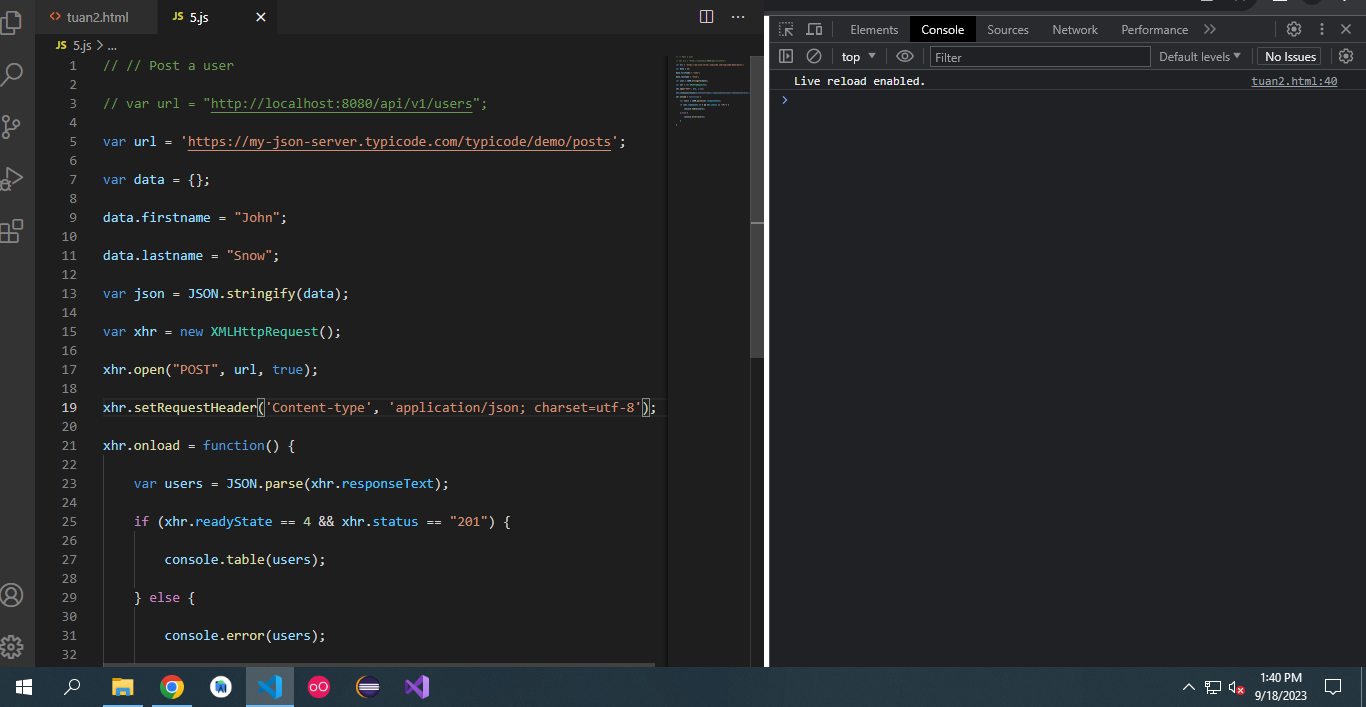 tuan2.html
JS 5.js
JS 5.js > ...
1 // // Post a user
2
3 // var url = "http://localhost:8080/api/v1/users";
4
5 var url = 'https://my-json-server.typicode.com/typicode/demo/posts';
6
7 var data = {};
8
9 data.firstname = "John";
10
11 data.lastname = "Snow";
12
13 var json = JSON.stringify(data);
14
15 var xhr = new XMLHttpRequest();
16
17 xhr.open("POST", url, true);
18
19 xhr.setRequestHeader('Content-type', 'application/json; charset=utf-8');
20
21 xhr.onload = function() {
22
23 var users = JSON.parse(xhr.responseText);
24
25 if (xhr.readyState == 4 && xhr.status == "201") {
26
27 console.table(users);
28
29 } else {
30
31 console.error(users);
32
Elements Console Sources Network Performance
top Filter Default levels No Issues
Live reload enabled. tuan2.html:40
1:40 PM
9/18/2023